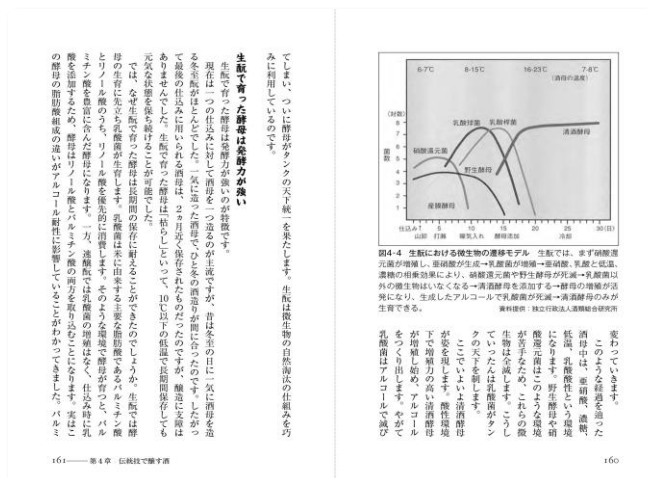 6-7℃
8-15℃
16-23℃
7-8℃
(酒母の温度)
(対数)
菌数
8
7
6
5
4
3
2
1
硝酸還元菌
乳酸球菌
乳酸桿菌
清酒酵母
野生酵母
産膜酵母
仕込み↑
5
10
15
20
25
30(日)
山卸
打瀬
暖気入れ
酵母添加
冷却
図4-4 生酛における微生物の遷移モデル 生酛では、まず硝酸還
元菌が増殖し、亜硝酸が生成→乳酸菌が増殖→亜硝酸、乳酸と低温、
濃糖の相乗効果により、硝酸還元菌や野生酵母が死滅→乳酸菌以
外の微生物はいなくなる→清酒酵母を添加する→酵母の増殖が活
発になり、生成したアルコールで乳酸菌が死滅→清酒酵母のみが
生育できる。
資料提供：独立行政法人酒類総合研究所
変わっていきます。
このような経過を辿った
酒母中は、亜硝酸、濃糖、
低温、乳酸酸性という環境
になります。野生酵母や硝
酸還元菌はこのような環境
が苦手なため、これらの微
生物は全滅します。こうし
ていったんは乳酸菌がタン
クの天下を制します。
ここでいよいよ清酒酵母
が姿を現します。酸性環境
下で増殖力の高い清酒酵母
が増殖し始め、アルコール
をつくり出します。やがて
乳酸菌はアルコールで滅び
160
てしまい、ついに酵母がタンクの天下統一を果たします。生酛は微生物の自然淘汰の仕組みを巧
みに利用しているのです。
生酛で育った酵母は発酵力が強い
生酛で育った酵母は発酵力が強いのが特徴です。
現在は一つの仕込みに対して酒母を一つ造るのが主流ですが、昔は冬至の日に一気に酒母を造
る冬至酛がほとんどでした。一気に造った酒母で、ひと冬の酒造りが間に合ったのです。したがっ
て最後の仕込みに用いられる酒母は、2ヵ月近く保存されたものだったのですが、醸造に支障は
ありませんでした。生酛で育った酵母は「枯らし」といって、10℃以下の低温で長期間保存しても
元気な状態を保ち続けることが可能でした。
では、なぜ生酛で育った酵母は長期間の保存に耐えることができたのでしょうか。生酛では酵
母の生育に先立ち乳酸菌が生育します。乳酸菌は米に由来する主要な脂肪酸であるパルミチン酸
とリノール酸のうち、リノール酸を優先的に消費します。そのような環境で酵母が育つと、パル
ミチン酸を豊富に含んだ酵母になります。一方、速醸酛では乳酸菌の増殖はなく、仕込み時に乳
酸を添加するため、酵母はリノール酸とパルミチン酸の両方を取り込むことになります。実はこ
の酵母の脂肪酸組成の違いがアルコール耐性に影響していることがわかってきました。パルミ
161――第4章 伝統技で醸す酒